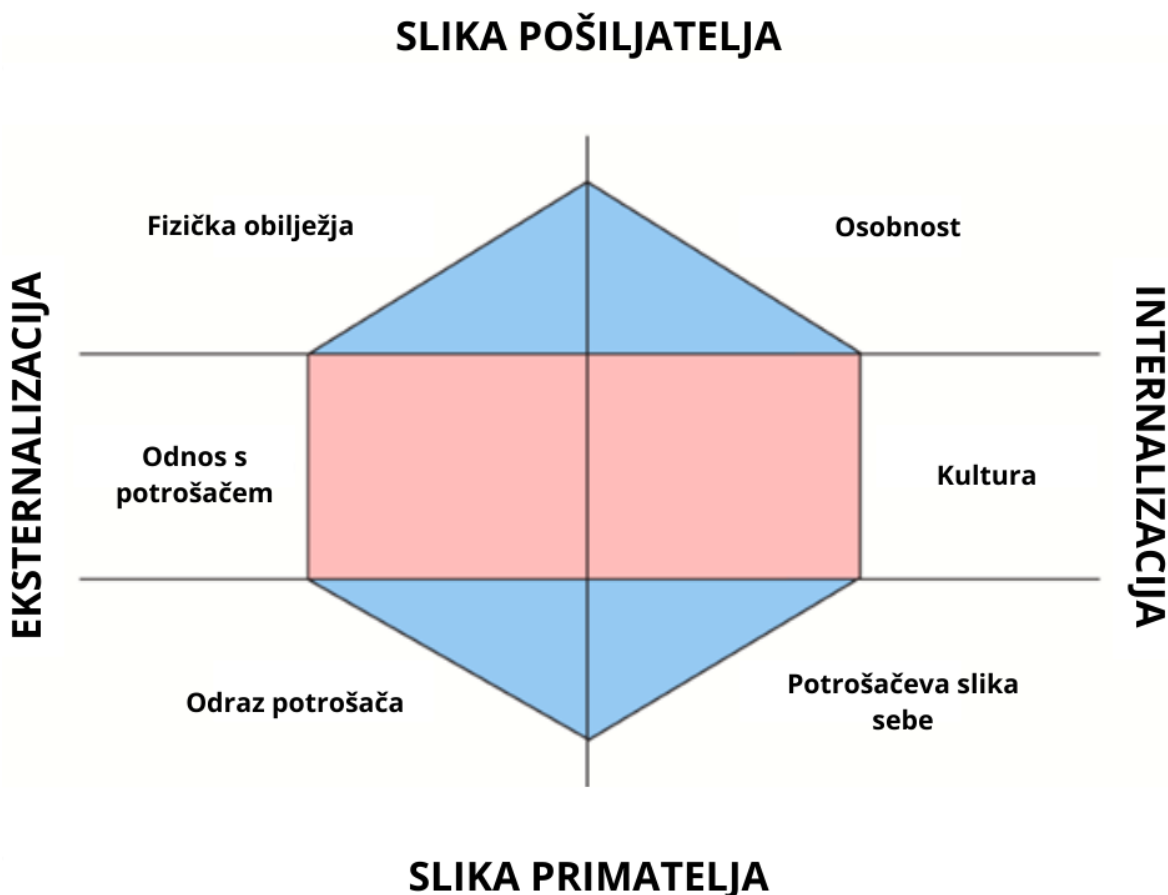 SLIKA POŠILJATELJA
Fizička obilježja
Osobnost
EKSTERNALIZACIJA
INTERNALIZACIJA
Odnos s
potrošačem
Kultura
Odraz potrošača
Potrošačeva slika
sebe
SLIKA PRIMATELJA